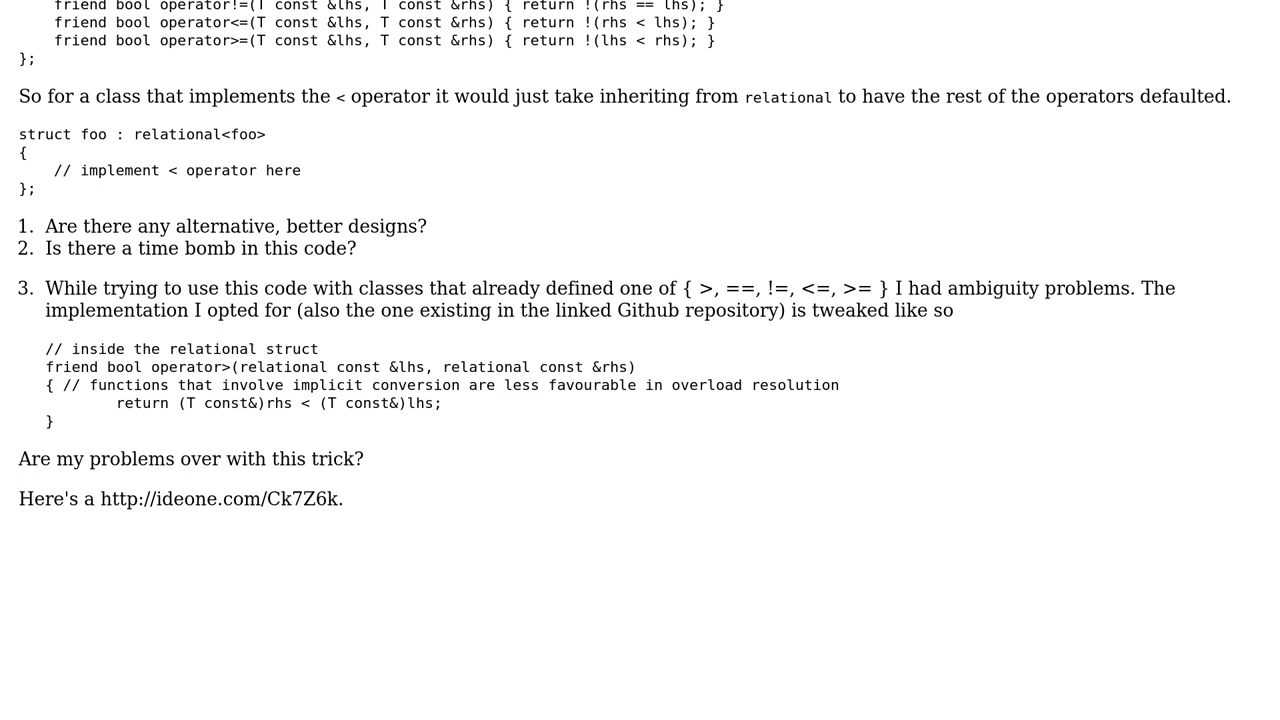 friend bool operator!=(T const &lhs, T const &rhs) { return !(rhs == lhs); }
friend bool operator<=(T const &lhs, T const &rhs) { return !(rhs < lhs); }
friend bool operator>=(T const &lhs, T const &rhs) { return !(lhs < rhs); }
};
So for a class that implements the < operator it would just take inheriting from relational to have the rest of the operators defaulted.
struct foo : relational<foo>
{
// implement < operator here
};
1. Are there any alternative, better designs?
2. Is there a time bomb in this code?
3. While trying to use this code with classes that already defined one of { >, ==, !=, <=, >= } I had ambiguity problems. The
implementation I opted for (also the one existing in the linked Github repository) is tweaked like so
// inside the relational struct
friend bool operator>(relational const &lhs, relational const &rhs)
{ // functions that involve implicit conversion are less favourable in overload resolution
return (T const&)rhs < (T const&)lhs;
}
Are my problems over with this trick?
Here's a http://ideone.com/Ck7Z6k.